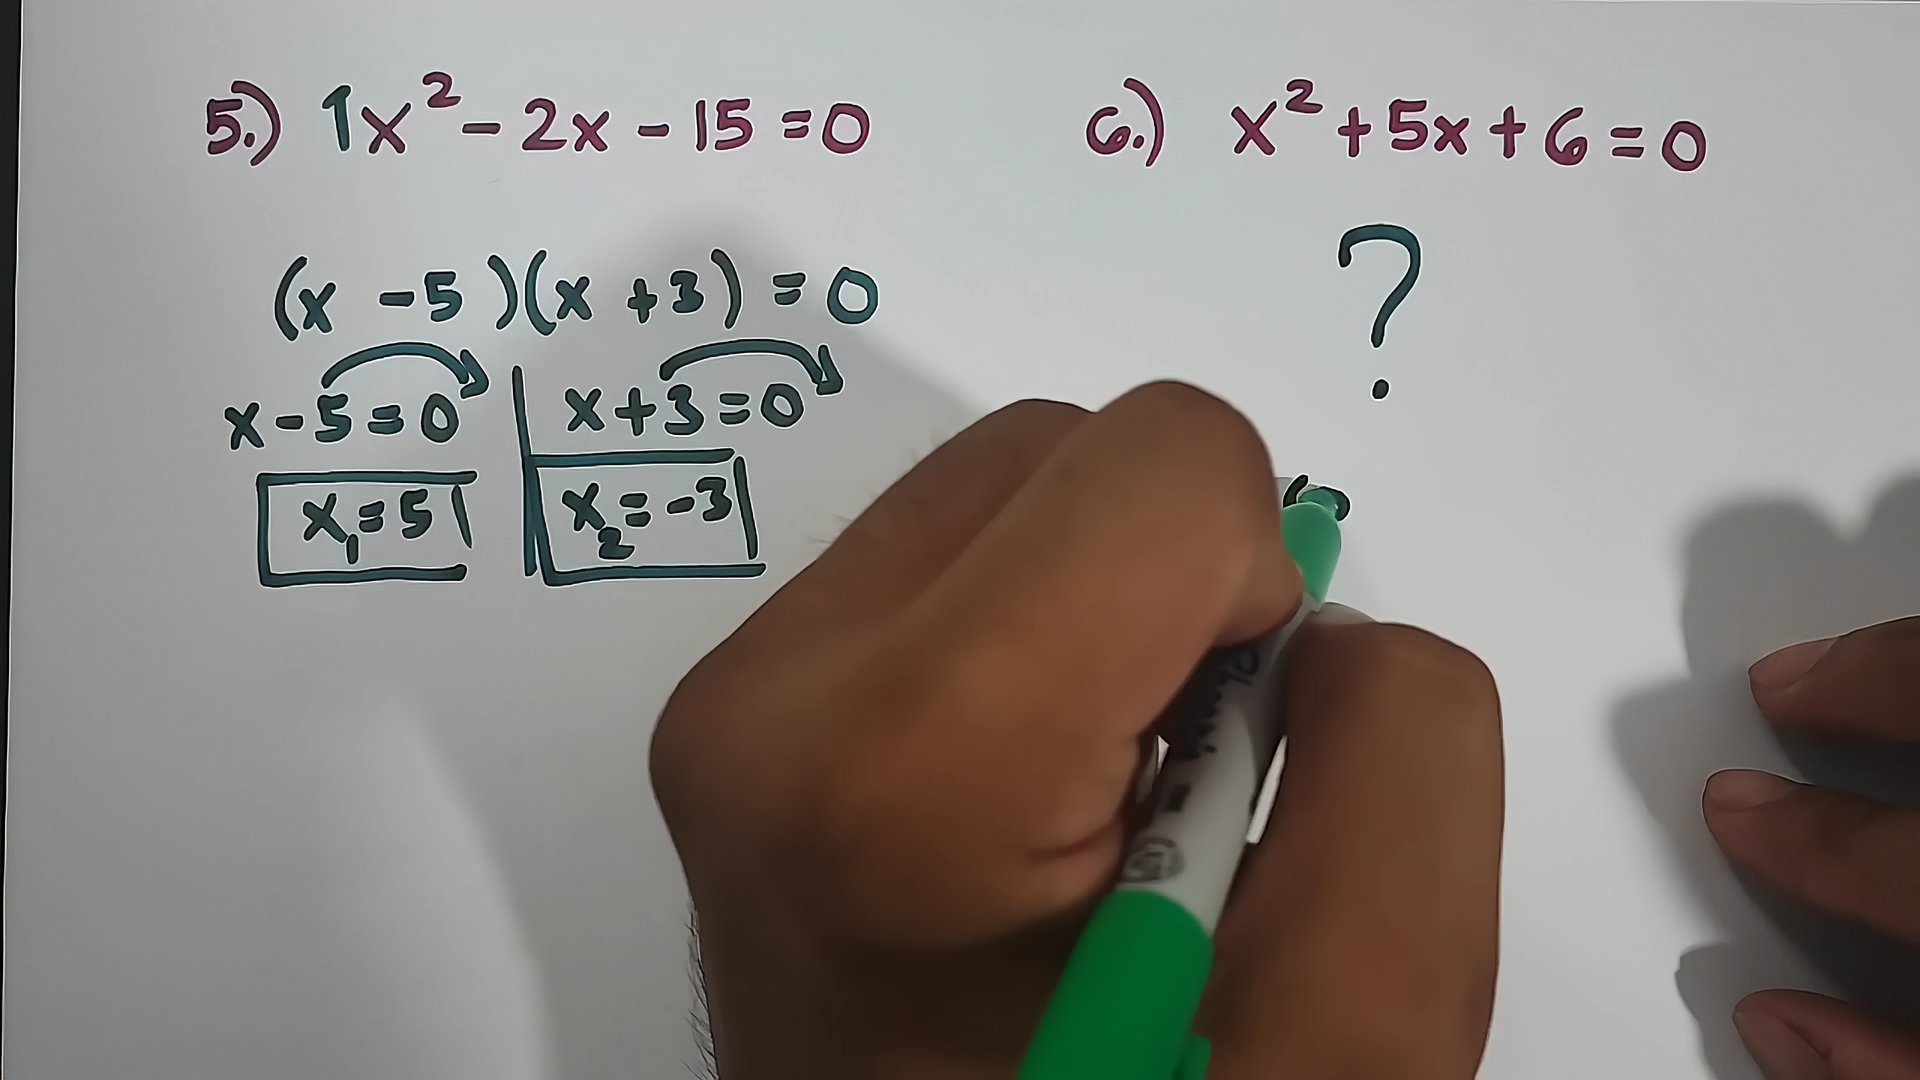 5.) 1x² - 2x - 15 = 0
(x - 5)(x + 3) = 0
x - 5 = 0
x + 3 = 0
x₁ = 5
x₂ = -3
6.) x² + 5x + 6 = 0
?